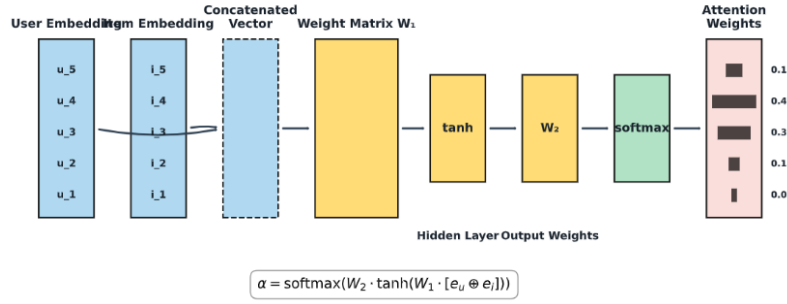 User Embedding
Item Embedding
Concatenated
Vector
Weight Matrix W₁
Attention
Weights
u_5
u_4
u_3
u_2
u_1
i_5
i_4
i_3
i_2
i_1
tanh
W₂
softmax
0.1
0.4
0.3
0.1
0.0
Hidden Layer
Output Weights
α = softmax(W₂ · tanh(W₁ · [eᵤ ⊕ eᵢ]))